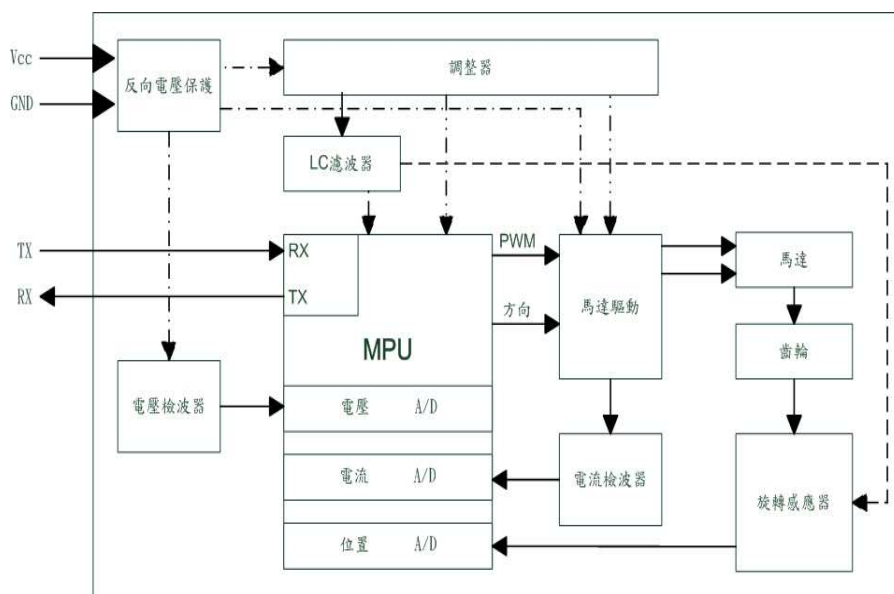 Vcc
GND
反向電壓保護
調整器
LC濾波器
TX
RX
RX
TX
MPU
PWM
方向
馬達驅動
馬達
齒輪
電壓檢波器
電壓 A/D
電流 A/D
位置 A/D
電流檢波器
旋轉感應器